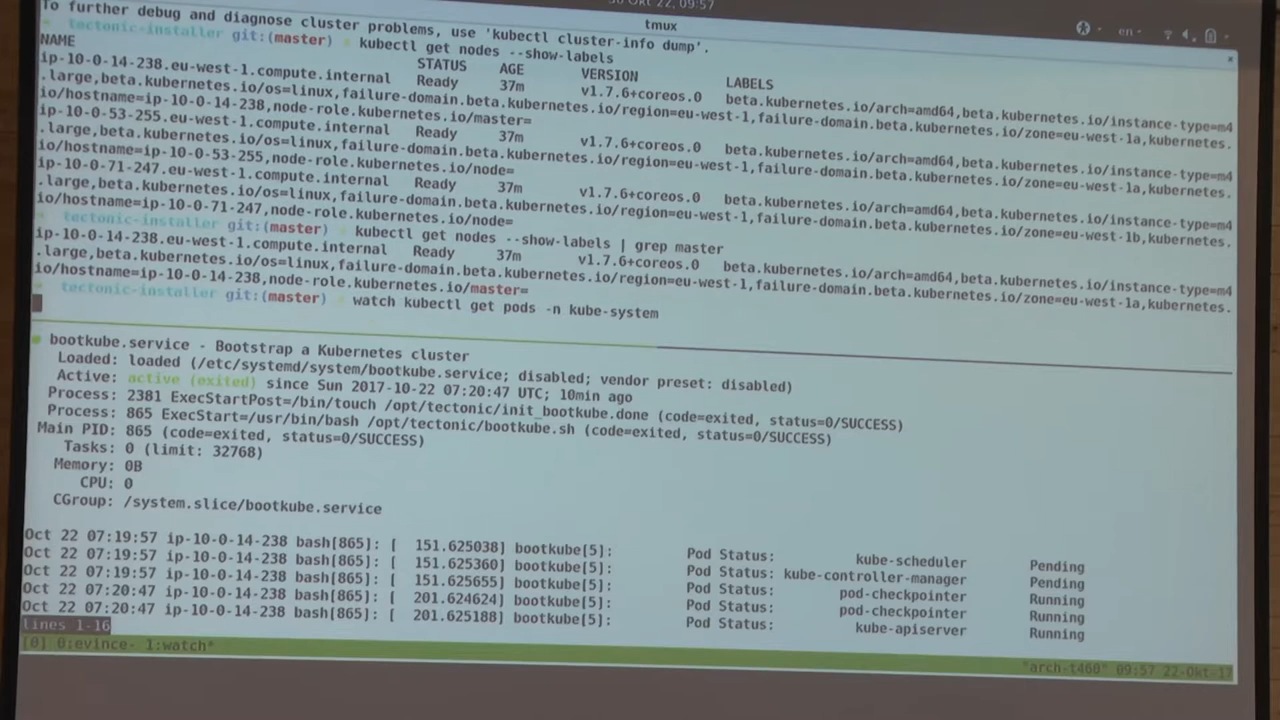 09:57
tmux
en
To further debug and diagnose cluster problems, use 'kubectl cluster-info dump'.
tectonic-installer git:(master) kubectl get nodes --show-labels
NAME STATUS AGE VERSION LABELS
ip-10-0-14-238.eu-west-1.compute.internal Ready 37m v1.7.6+coreos.0 beta.kubernetes.io/arch=amd64,beta.kubernetes.io/instance-type=m4
.large,beta.kubernetes.io/os=linux,failure-domain.beta.kubernetes.io/region=eu-west-1,failure-domain.beta.kubernetes.io/zone=eu-west-1a,kubernetes.
io/hostname=ip-10-0-14-238,node-role.kubernetes.io/master=
ip-10-0-53-255.eu-west-1.compute.internal Ready 37m v1.7.6+coreos.0 beta.kubernetes.io/arch=amd64,beta.kubernetes.io/instance-type=m4
.large,beta.kubernetes.io/os=linux,failure-domain.beta.kubernetes.io/region=eu-west-1,failure-domain.beta.kubernetes.io/zone=eu-west-1a,kubernetes.
io/hostname=ip-10-0-53-255,node-role.kubernetes.io/node=
ip-10-0-71-247.eu-west-1.compute.internal Ready 37m v1.7.6+coreos.0 beta.kubernetes.io/arch=amd64,beta.kubernetes.io/instance-type=m4
.large,beta.kubernetes.io/os=linux,failure-domain.beta.kubernetes.io/region=eu-west-1,failure-domain.beta.kubernetes.io/zone=eu-west-1b,kubernetes.
io/hostname=ip-10-0-71-247,node-role.kubernetes.io/node=
tectonic-installer git:(master) kubectl get nodes --show-labels | grep master
ip-10-0-14-238.eu-west-1.compute.internal Ready 37m v1.7.6+coreos.0 beta.kubernetes.io/arch=amd64,beta.kubernetes.io/instance-type=m4
.large,beta.kubernetes.io/os=linux,failure-domain.beta.kubernetes.io/region=eu-west-1,failure-domain.beta.kubernetes.io/zone=eu-west-1a,kubernetes.
io/hostname=ip-10-0-14-238,node-role.kubernetes.io/master=
tectonic-installer git:(master) watch kubectl get pods -n kube-system
● bootkube.service - Bootstrap a Kubernetes cluster
Loaded: loaded (/etc/systemd/system/bootkube.service; disabled; vendor preset: disabled)
Active: active (exited) since Sun 2017-10-22 07:20:47 UTC; 10min ago
Process: 2381 ExecStartPost=/bin/touch /opt/tectonic/init_bootkube.done (code=exited, status=0/SUCCESS)
Process: 865 ExecStart=/usr/bin/bash /opt/tectonic/bootkube.sh (code=exited, status=0/SUCCESS)
Main PID: 865 (code=exited, status=0/SUCCESS)
Tasks: 0 (limit: 32768)
Memory: 0B
CPU: 0
CGroup: /system.slice/bootkube.service
Oct 22 07:19:57 ip-10-0-14-238 bash[865]: [ 151.625038] bootkube[5]: Pod Status: kube-scheduler Pending
Oct 22 07:19:57 ip-10-0-14-238 bash[865]: [ 151.625360] bootkube[5]: Pod Status: kube-controller-manager Pending
Oct 22 07:19:57 ip-10-0-14-238 bash[865]: [ 151.625655] bootkube[5]: Pod Status: pod-checkpointer Running
Oct 22 07:20:47 ip-10-0-14-238 bash[865]: [ 201.624624] bootkube[5]: Pod Status: pod-checkpointer Running
Oct 22 07:20:47 ip-10-0-14-238 bash[865]: [ 201.625188] bootkube[5]: Pod Status: kube-apiserver Running
lines 1-16
[0] 0:evince- 1:watch* "arch-t460" 09:57 22-Okt-17